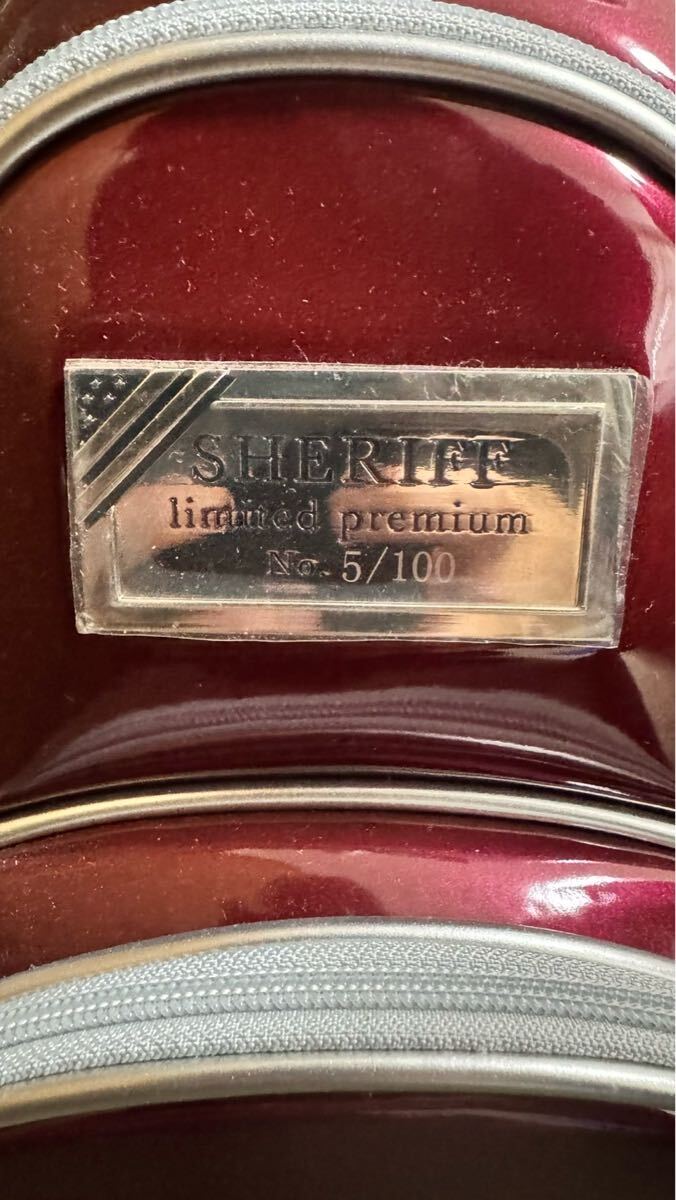 SHERIFF
limited premium
No. 5/100